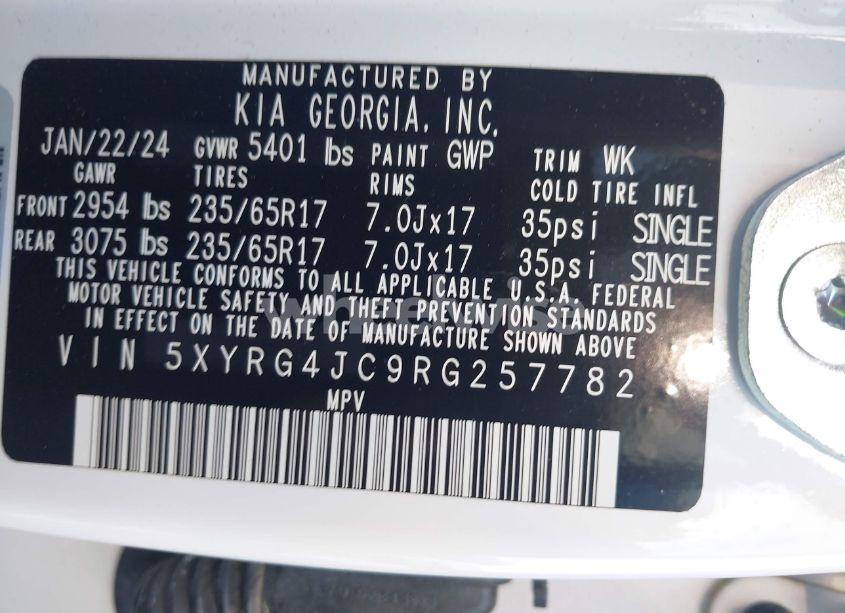 MANUFACTURED BY
KIA GEORGIA, INC.
JAN/22/24 GVWR 5401 lbs PAINT GWP TRIM WK
GAWR TIRES RIMS COLD TIRE INFL
FRONT 2954 lbs 235/65R17 7.0Jx17 35psi SINGLE
REAR 3075 lbs 235/65R17 7.0Jx17 35psi SINGLE
THIS VEHICLE CONFORMS TO ALL APPLICABLE U.S.A. FEDERAL
MOTOR VEHICLE SAFETY AND THEFT PREVENTION STANDARDS
IN EFFECT ON THE DATE OF MANUFACTURE SHOWN ABOVE
VIN 5XYRG4JC9RG257782
MPV